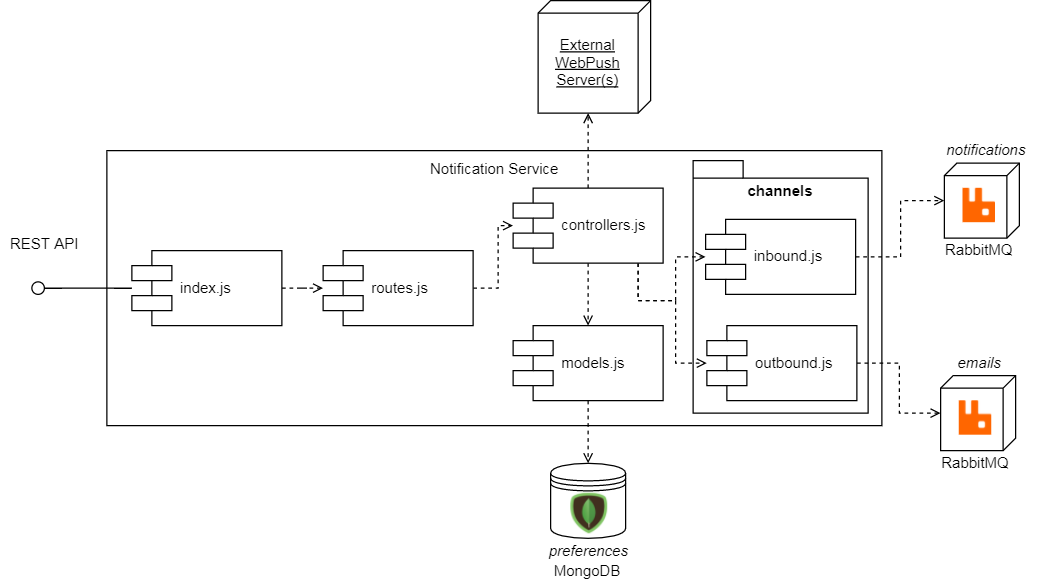 External
WebPush
Server(s)
Notification Service
notifications
channels
controllers.js
REST API
inbound.js
RabbitMQ
index.js
routes.js
models.js
outbound.js
emails
RabbitMQ
preferences
MongoDB